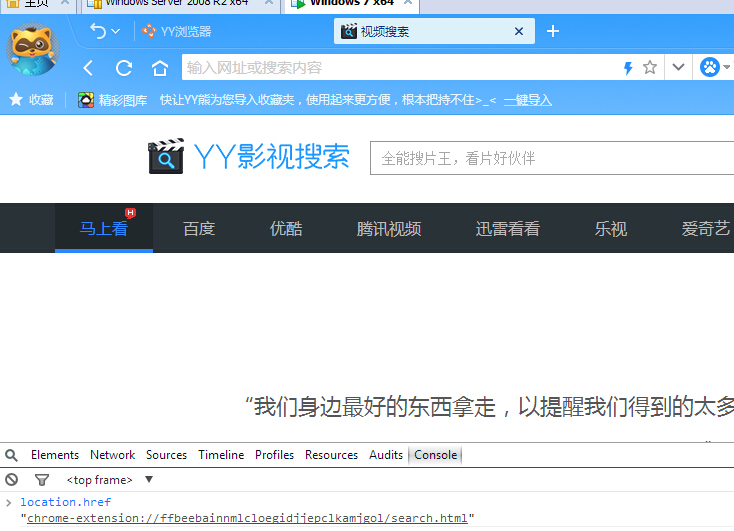 主页 Windows Server 2008 R2 x64 Windows 7 x64
YY浏览器 视频搜索
输入网址或搜索内容
收藏 精彩图库 快让YY熊为您导入收藏夹，使用起来更方便，根本把持不住>_< 一键导入
YY影视搜索 全能搜片王，看片好伙伴
马上看 H 百度 优酷 腾讯视频 迅雷看看 乐视 爱奇艺
“我们身边最好的东西拿走，以提醒我们得到的太多
Elements Network Sources Timeline Profiles Resources Audits Console
<top frame>
> location.href
"chrome-extension://ffbeebainnmlcloegidjjepclkamjgol/search.html"